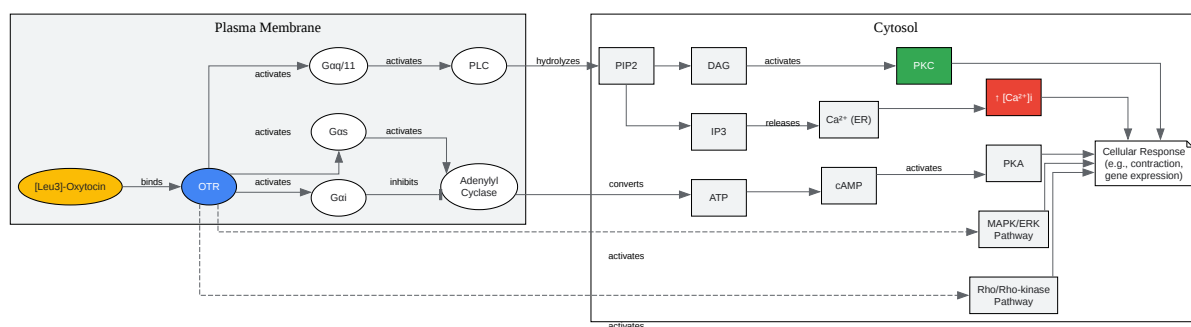 Plasma Membrane
Cytosol
Gαq/11
activates
activates
PLC
hydrolyzes
PIP2
DAG
activates
PKC
↑ [Ca²⁺]i
Ca²⁺ (ER)
releases
IP3
activates
Gαs
activates
[Leu3]-Oxytocin
binds
OTR
activates
Gαi
inhibits
Adenylyl
Cyclase
converts
ATP
cAMP
activates
PKA
Cellular Response
(e.g., contraction,
gene expression)
MAPK/ERK
Pathway
activates
Rho/Rho-kinase
Pathway
activates